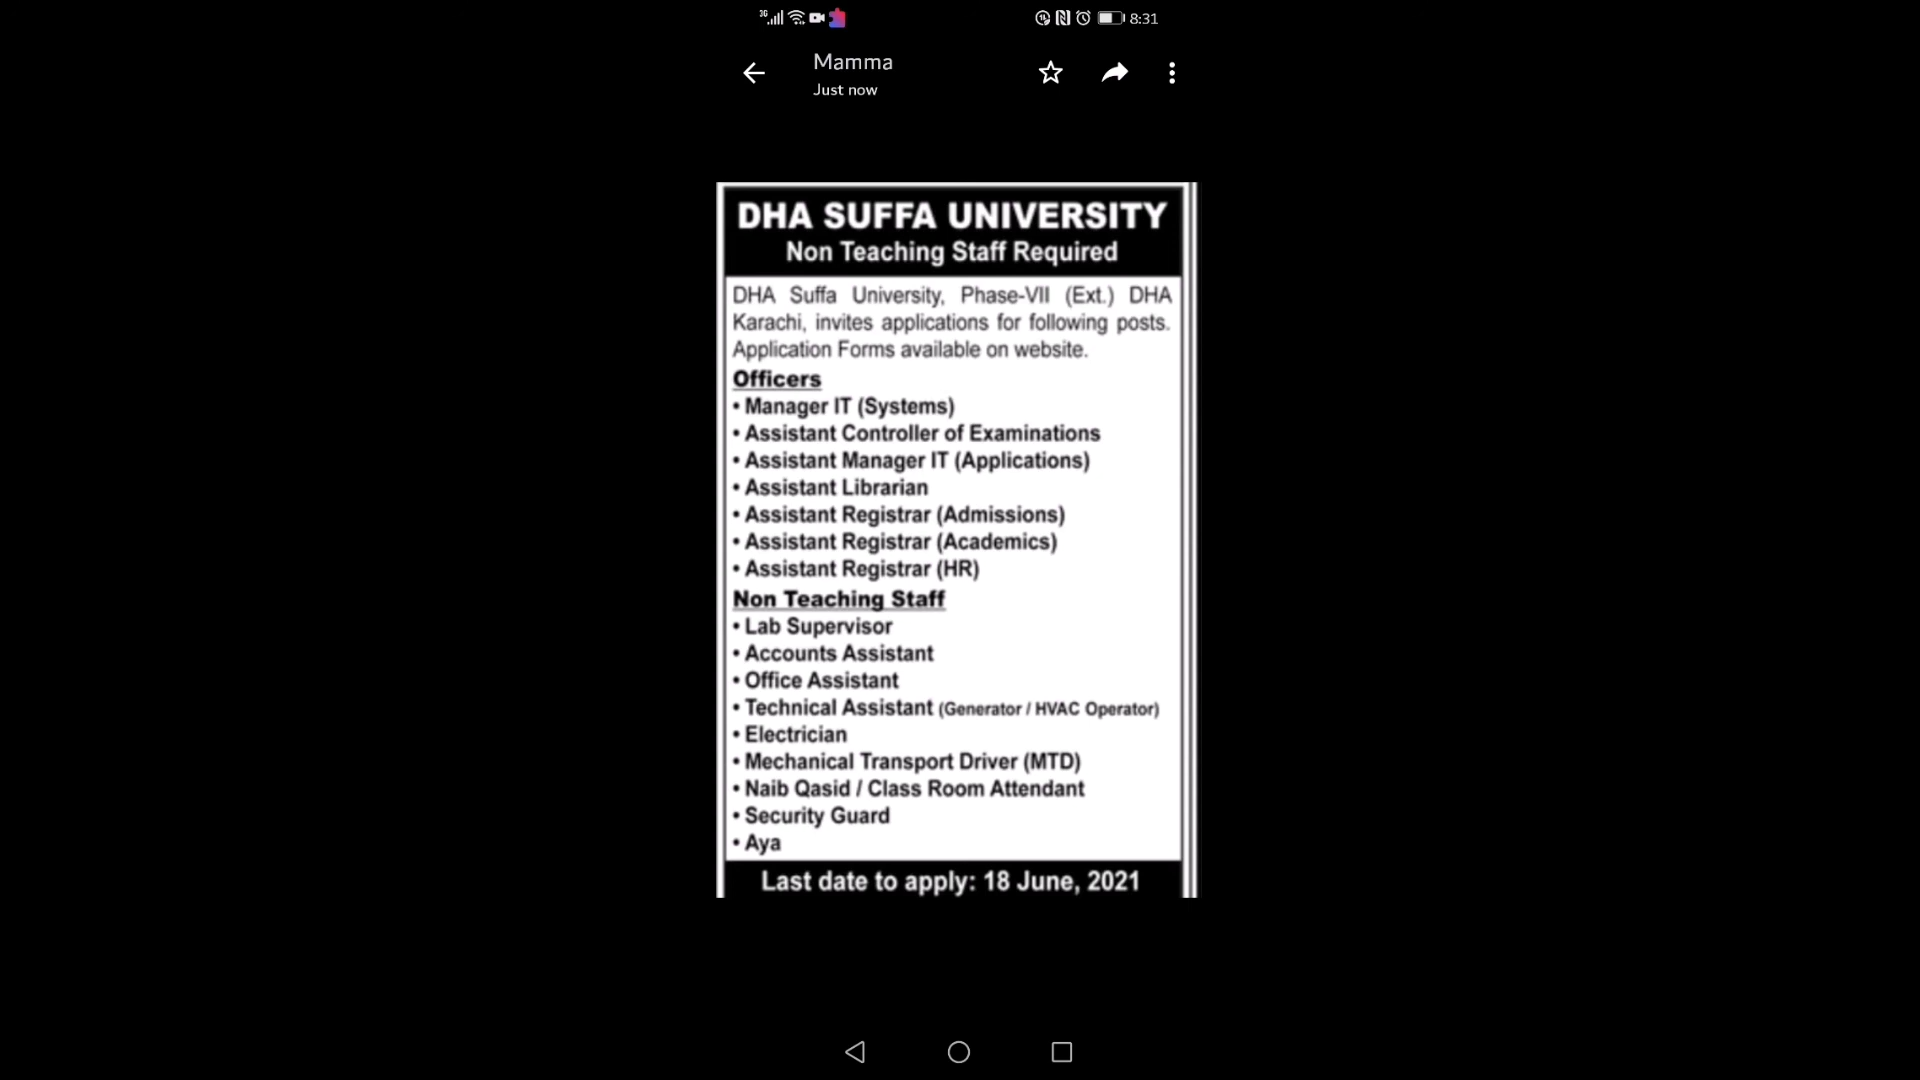 3G
8:31
Mamma
Just now
DHA SUFFA UNIVERSITY
Non Teaching Staff Required
DHA Suffa University, Phase-VII (Ext.) DHA
Karachi, invites applications for following posts.
Application Forms available on website.
Officers
• Manager IT (Systems)
• Assistant Controller of Examinations
• Assistant Manager IT (Applications)
• Assistant Librarian
• Assistant Registrar (Admissions)
• Assistant Registrar (Academics)
• Assistant Registrar (HR)
Non Teaching Staff
• Lab Supervisor
• Accounts Assistant
• Office Assistant
• Technical Assistant (Generator / HVAC Operator)
• Electrician
• Mechanical Transport Driver (MTD)
• Naib Qasid / Class Room Attendant
• Security Guard
• Aya
Last date to apply: 18 June, 2021